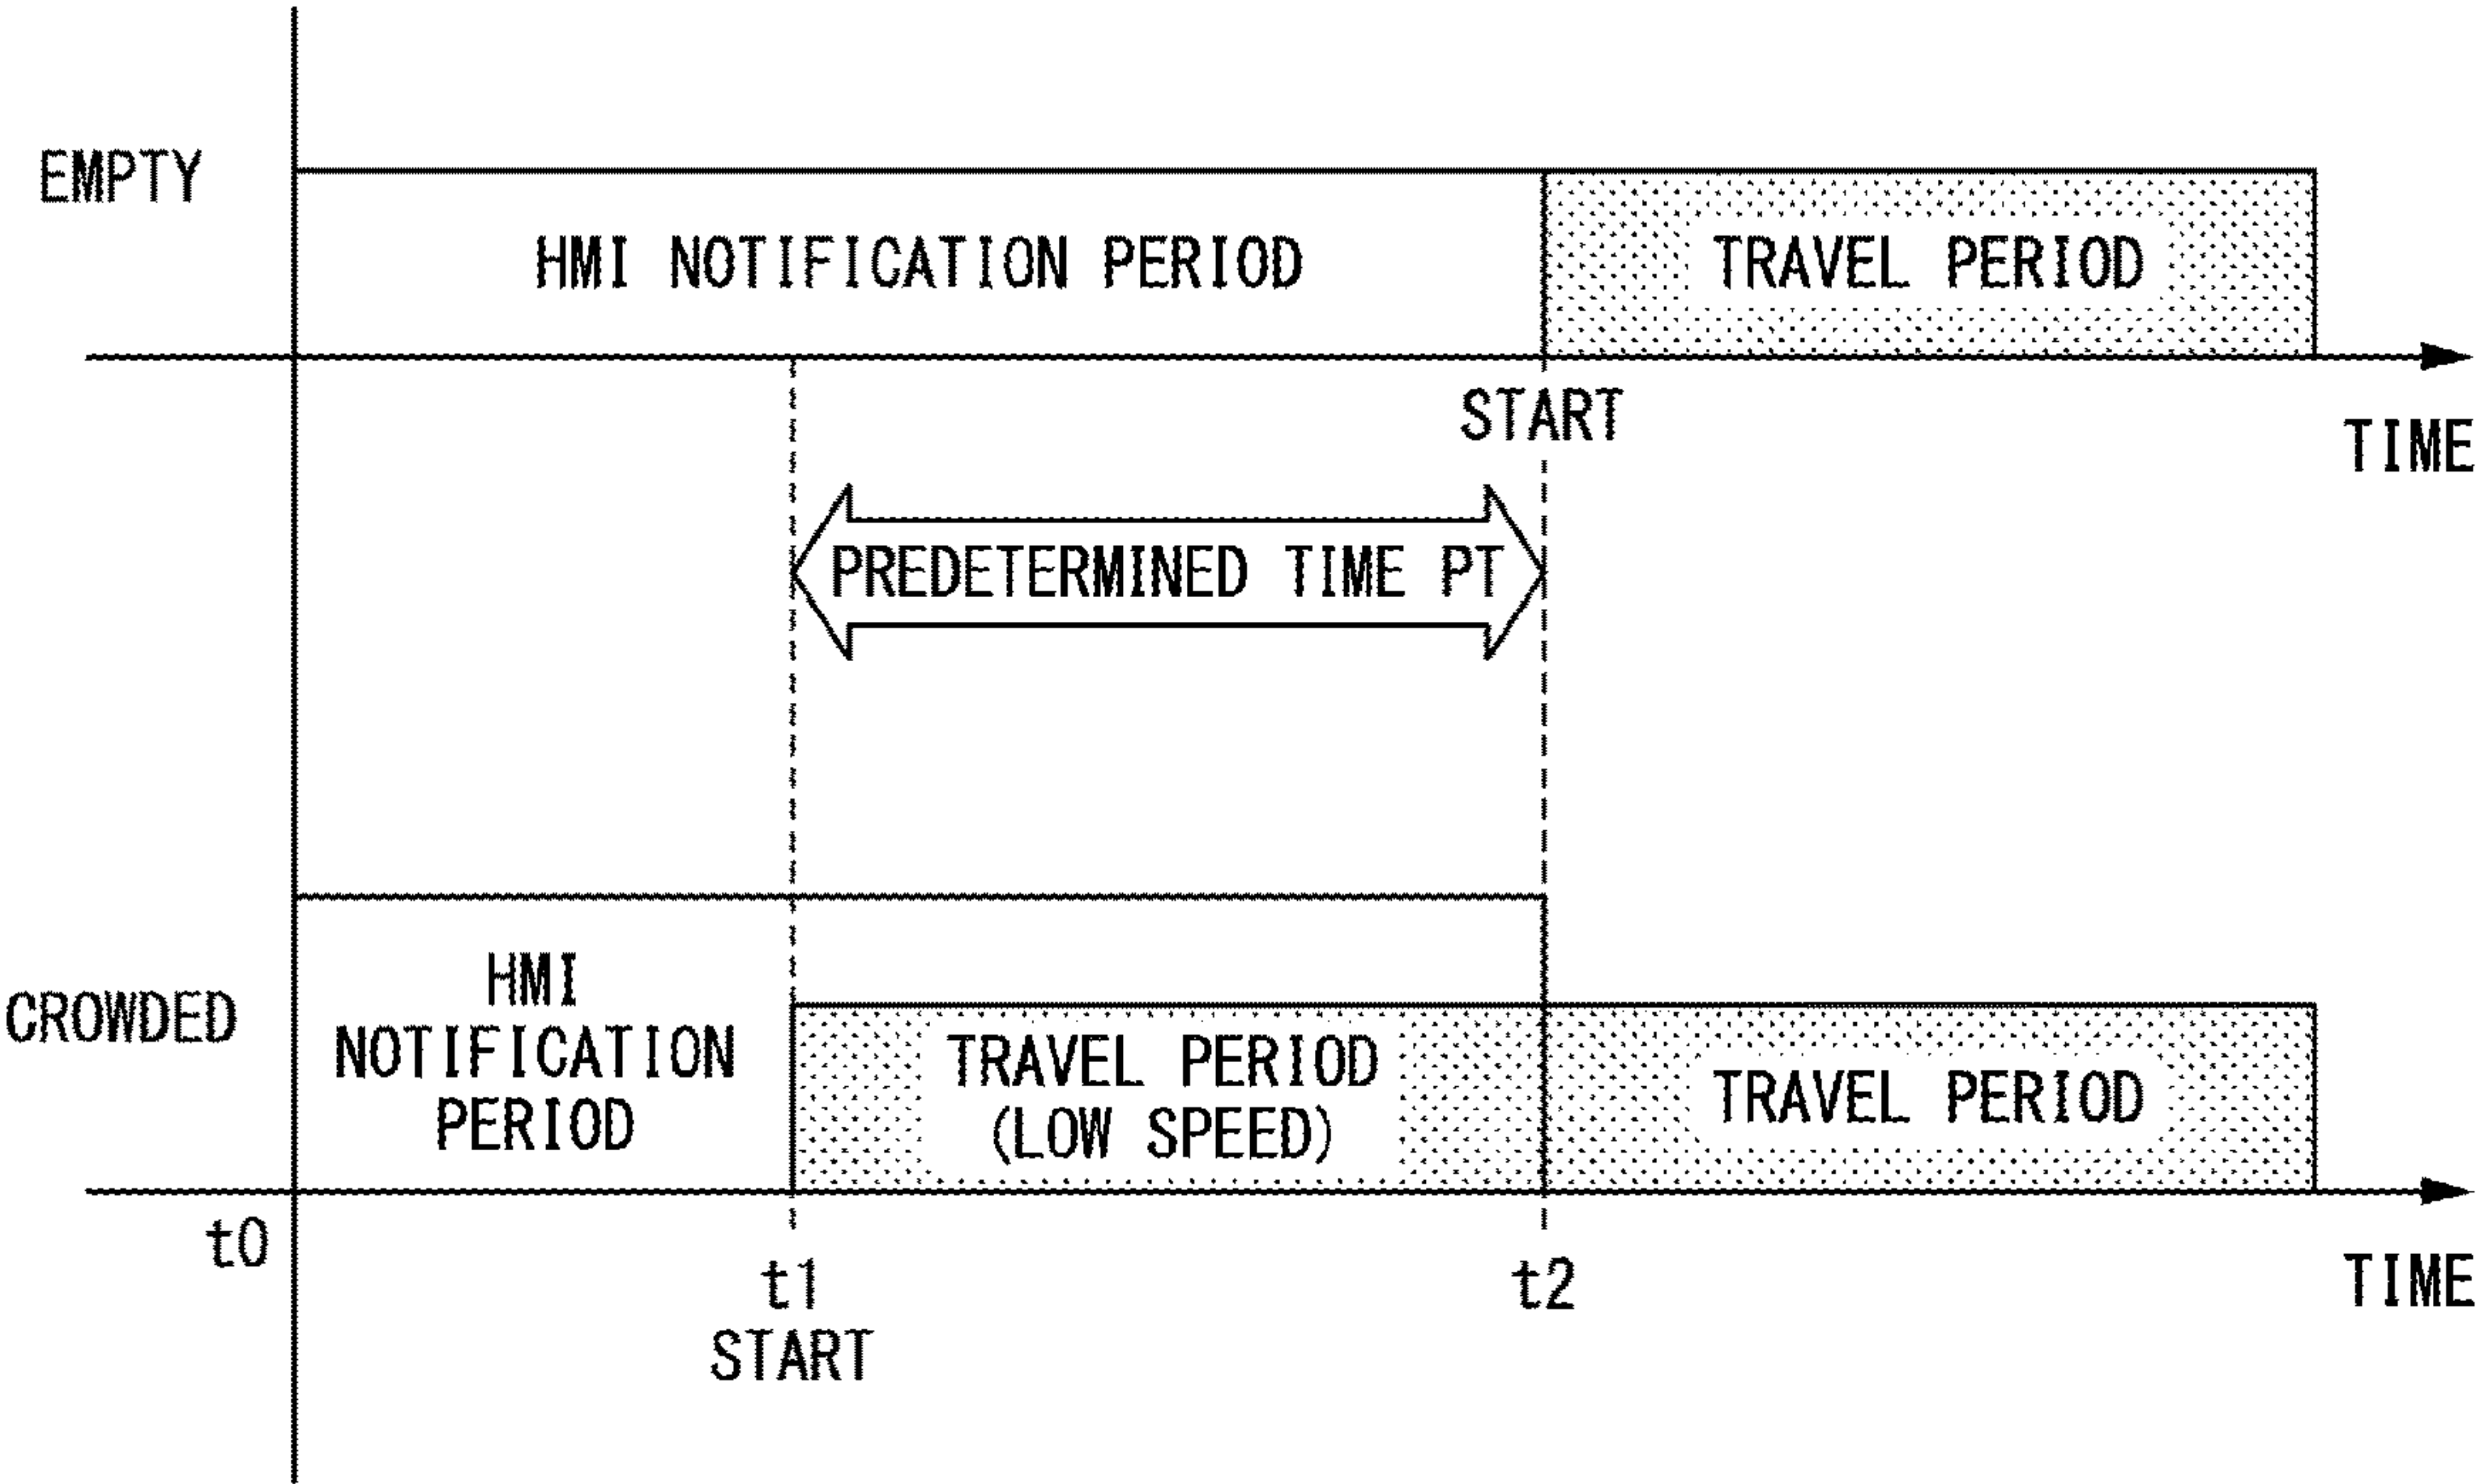 EMPTY
HMI NOTIFICATION PERIOD
TRAVEL PERIOD
START
TIME
PREDETERMINED TIME PT
CROWDED
HMI
NOTIFICATION
PERIOD
TRAVEL PERIOD
(LOW SPEED)
TRAVEL PERIOD
t0
t1
START
t2
TIME